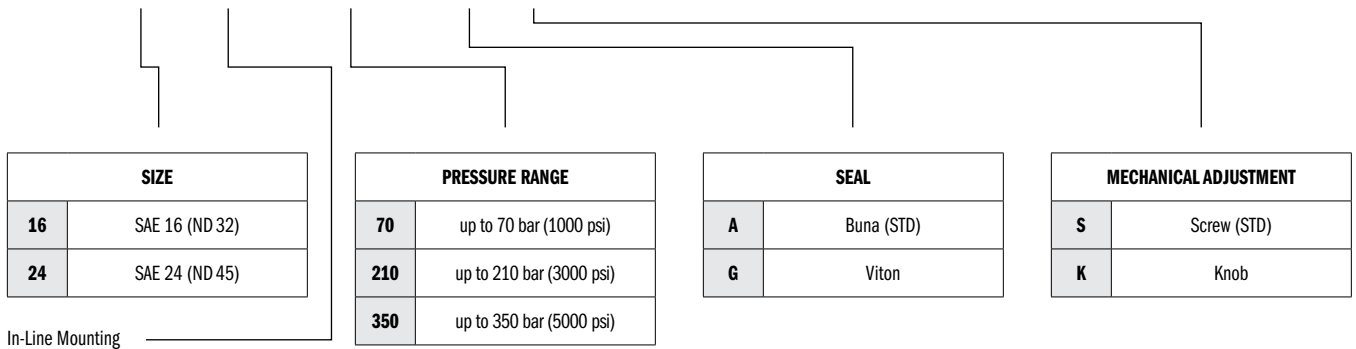 SIZE
16 SAE 16 (ND 32)
24 SAE 24 (ND 45)
In-Line Mounting
PRESSURE RANGE
70 up to 70 bar (1000 psi)
210 up to 210 bar (3000 psi)
350 up to 350 bar (5000 psi)
SEAL
A Buna (STD)
G Viton
MECHANICAL ADJUSTMENT
S Screw (STD)
K Knob